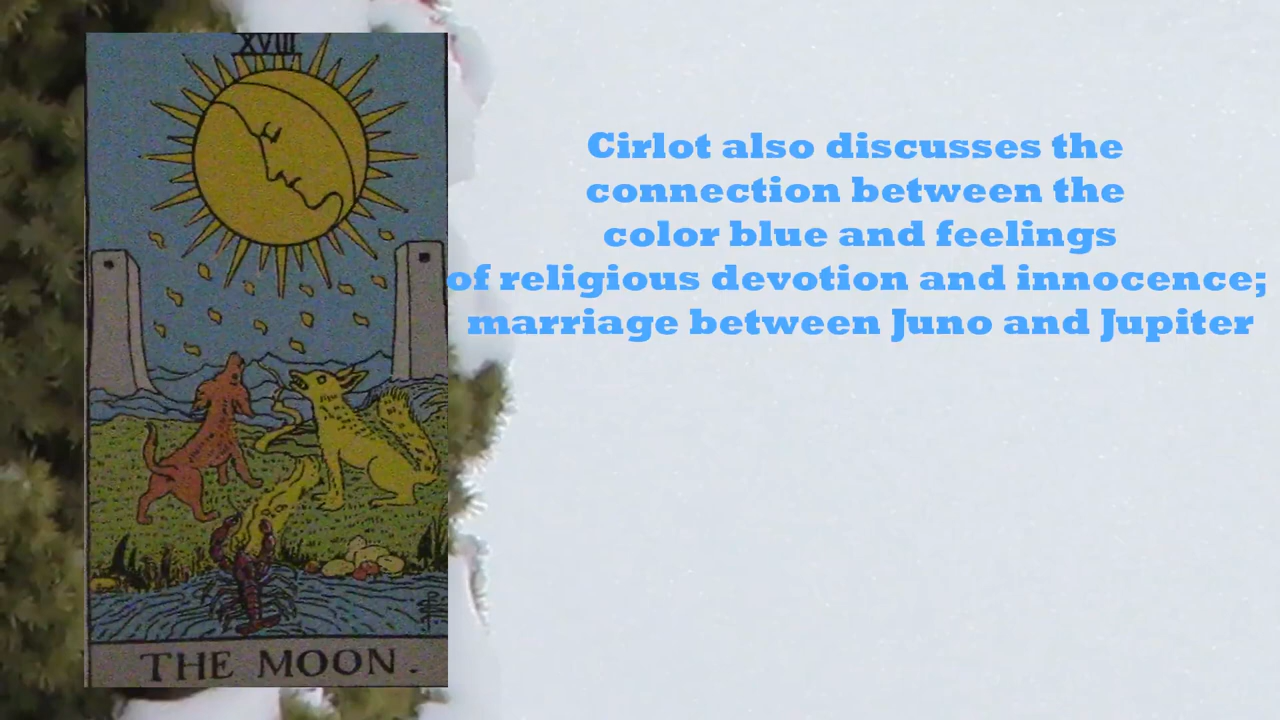 XVIII
THE MOON.
Cirlot also discusses the
connection between the
color blue and feelings
of religious devotion and innocence;
marriage between Juno and Jupiter